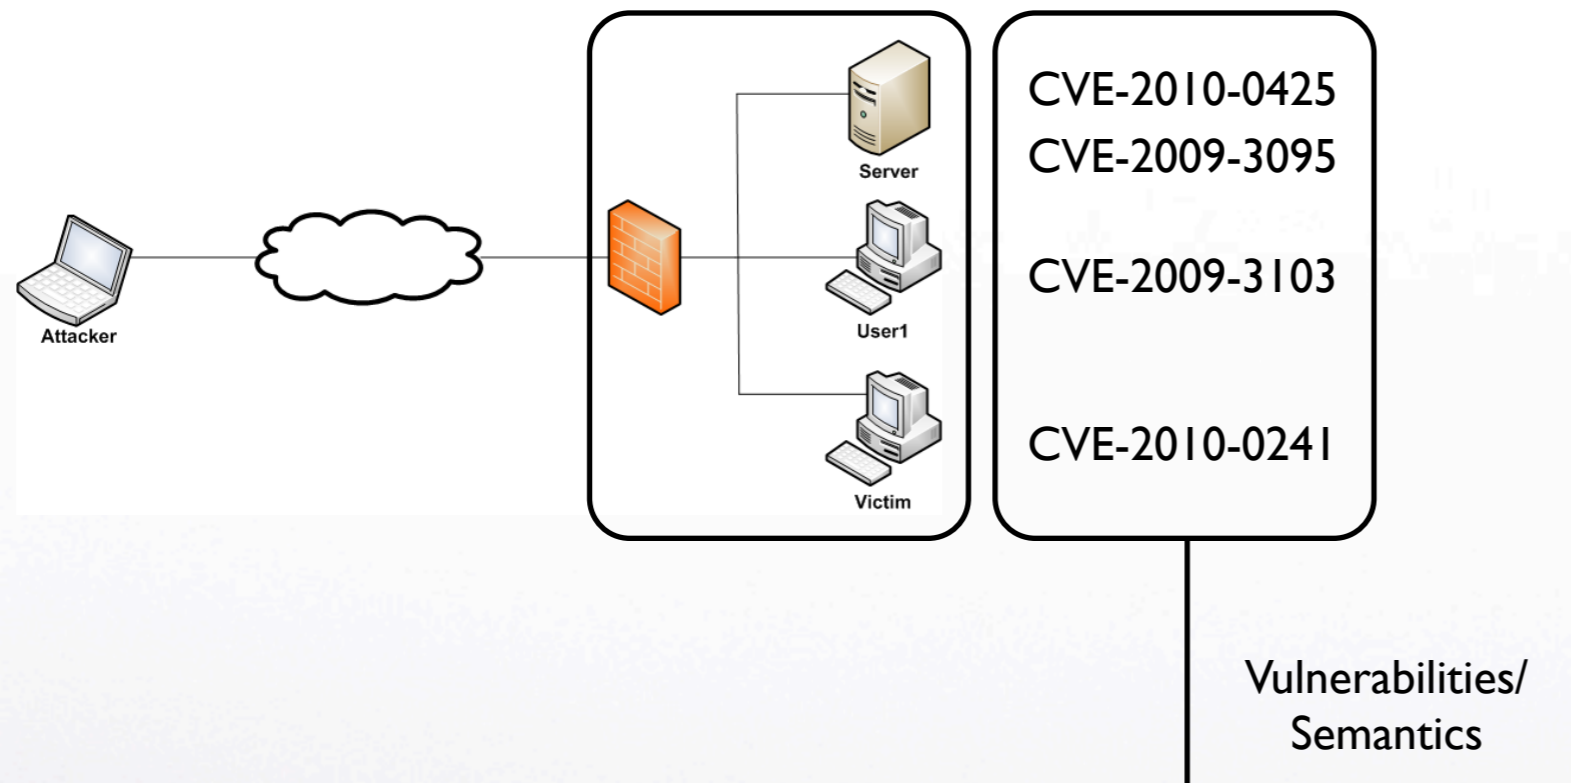 CVE-2010-0425
CVE-2009-3095
Server
CVE-2009-3103
User1
Attacker
CVE-2010-0241
Victim
Vulnerabilities/
Semantics